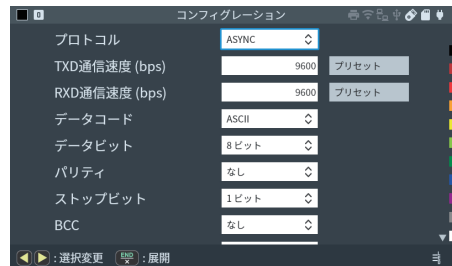 0 コンフィグレーション
プロトコル ASYNC
TXD通信速度 (bps) 9600 プリセット
RXD通信速度 (bps) 9600 プリセット
データコード ASCII
データビット 8 ビット
パリティ なし
ストップビット 1 ビット
BCC なし
: 選択変更 END × : 展開